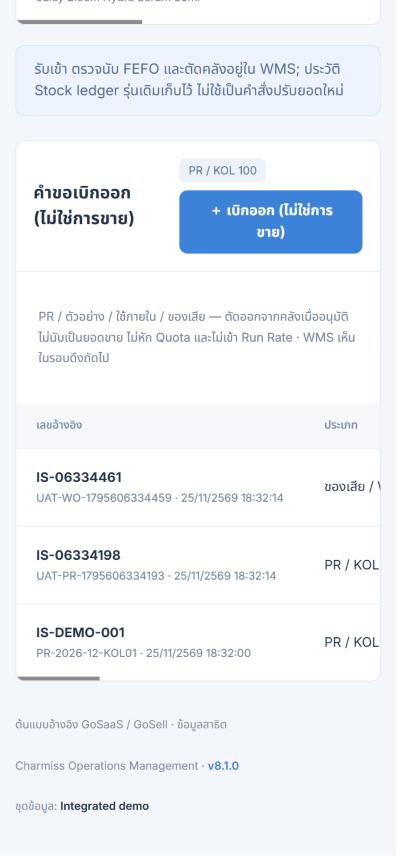 รับเข้า ตรวจนับ FEFO และตัดคลังอยู่ใน WMS; ประวัติ
Stock ledger รุ่นเดิมเก็บไว้ ไม่ใช้เป็นคำสั่งปรับยอดใหม่
คำขอเบิกออก
(ไม่ใช่การขาย)
PR / KOL 100
+ เบิกออก (ไม่ใช่การ
ขาย)
PR / ตัวอย่าง / ใช้ภายใน / ของเสีย — ตัดออกจากคลังเมื่ออนุมัติ
ไม่นับเป็นยอดขาย ไม่หัก Quota และไม่เข้า Run Rate · WMS เห็น
ในรอบดึงถัดไป
เลขอ้างอิง ประเภท
IS-06334461
UAT-WO-1795606334459 · 25/11/2569 18:32:14
ของเสีย /
IS-06334198
UAT-PR-1795606334193 · 25/11/2569 18:32:14
PR / KOL
IS-DEMO-001
PR-2026-12-KOL01 · 25/11/2569 18:32:00
PR / KOL
ต้นแบบอ้างอิง GoSaaS / GoSell · ข้อมูลสาธิต
Charmiss Operations Management · v8.1.0
ชุดข้อมูล: Integrated demo